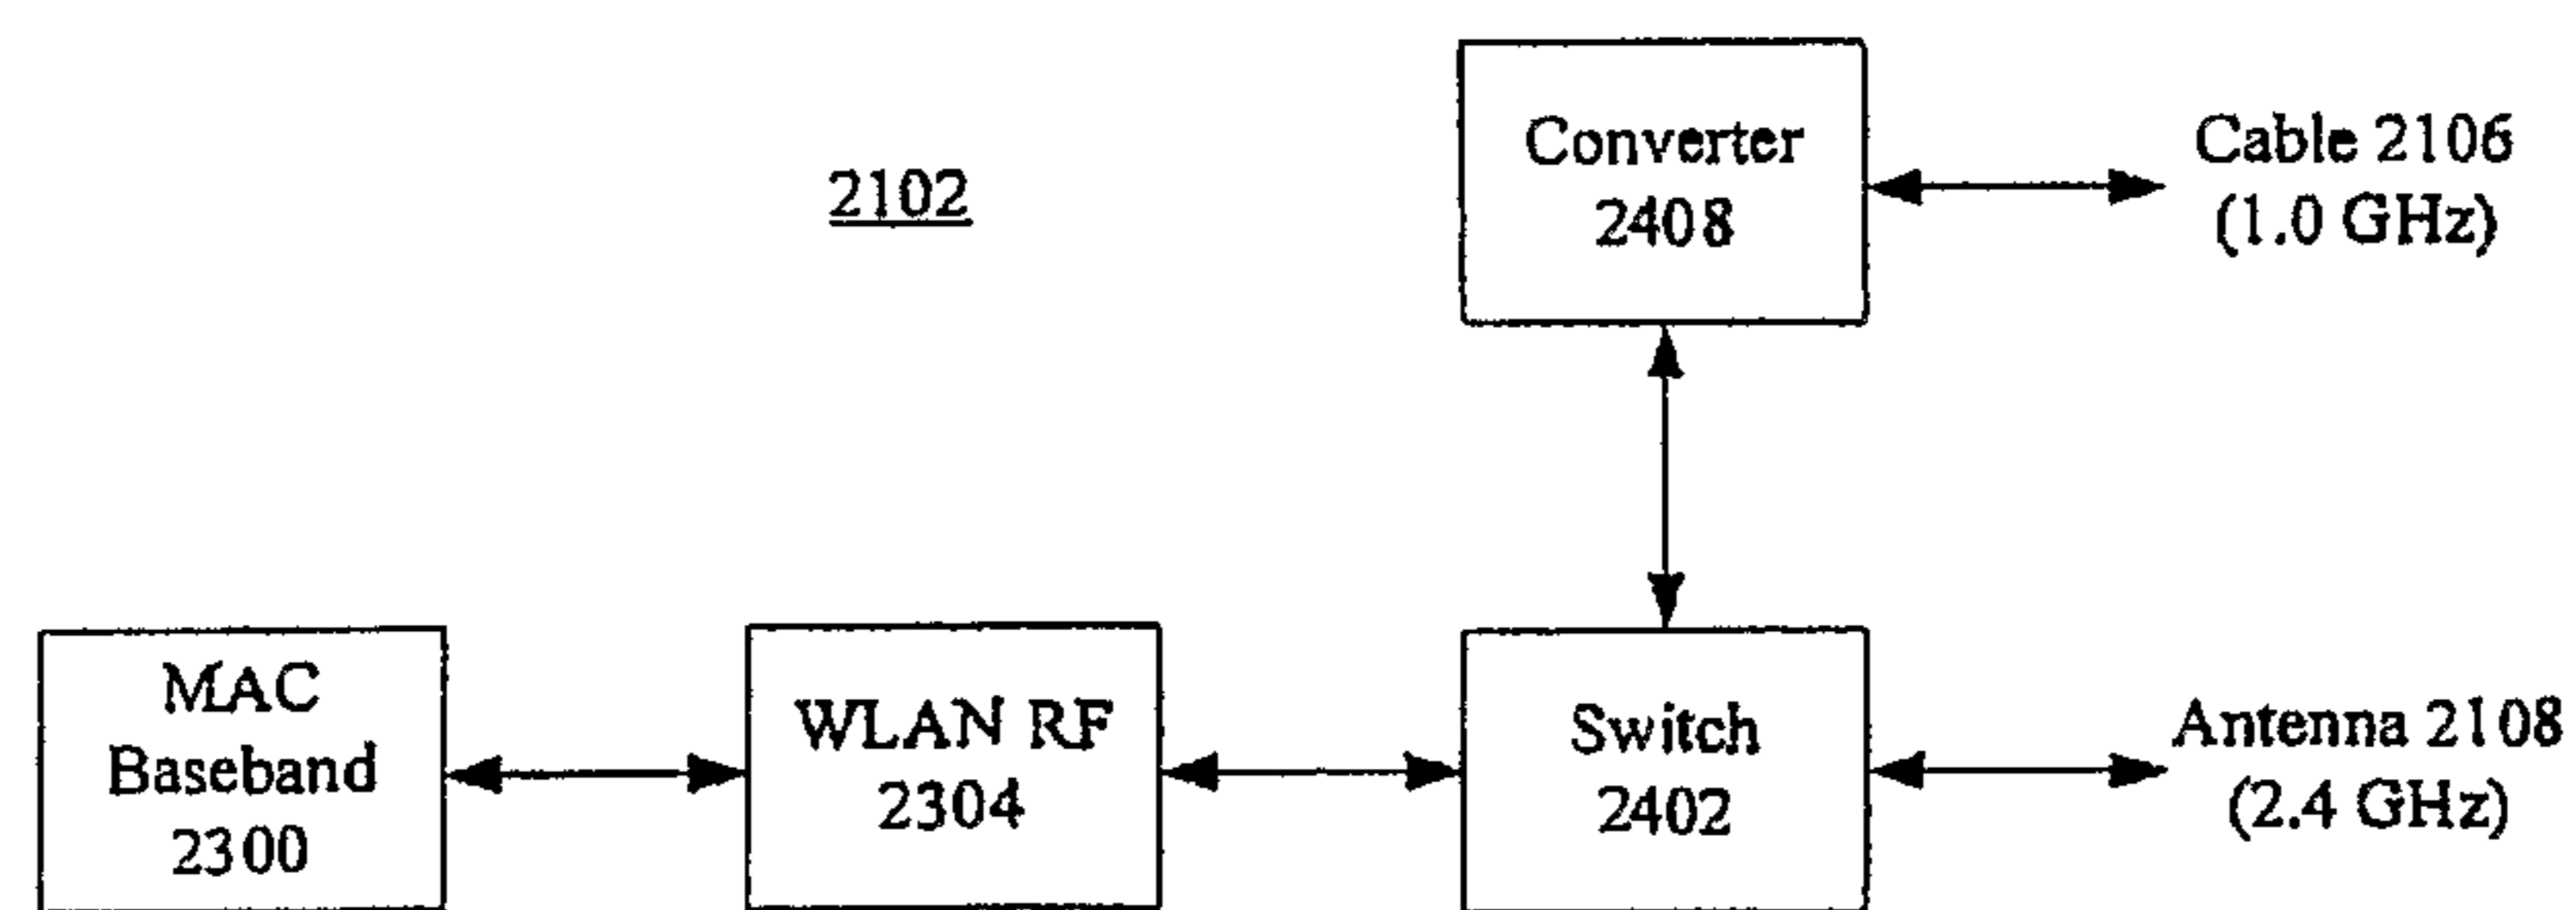 2102
Converter
2408
Cable 2106
(1.0 GHz)
MAC
Baseband
2300
WLAN RF
2304
Switch
2402
Antenna 2108
(2.4 GHz)